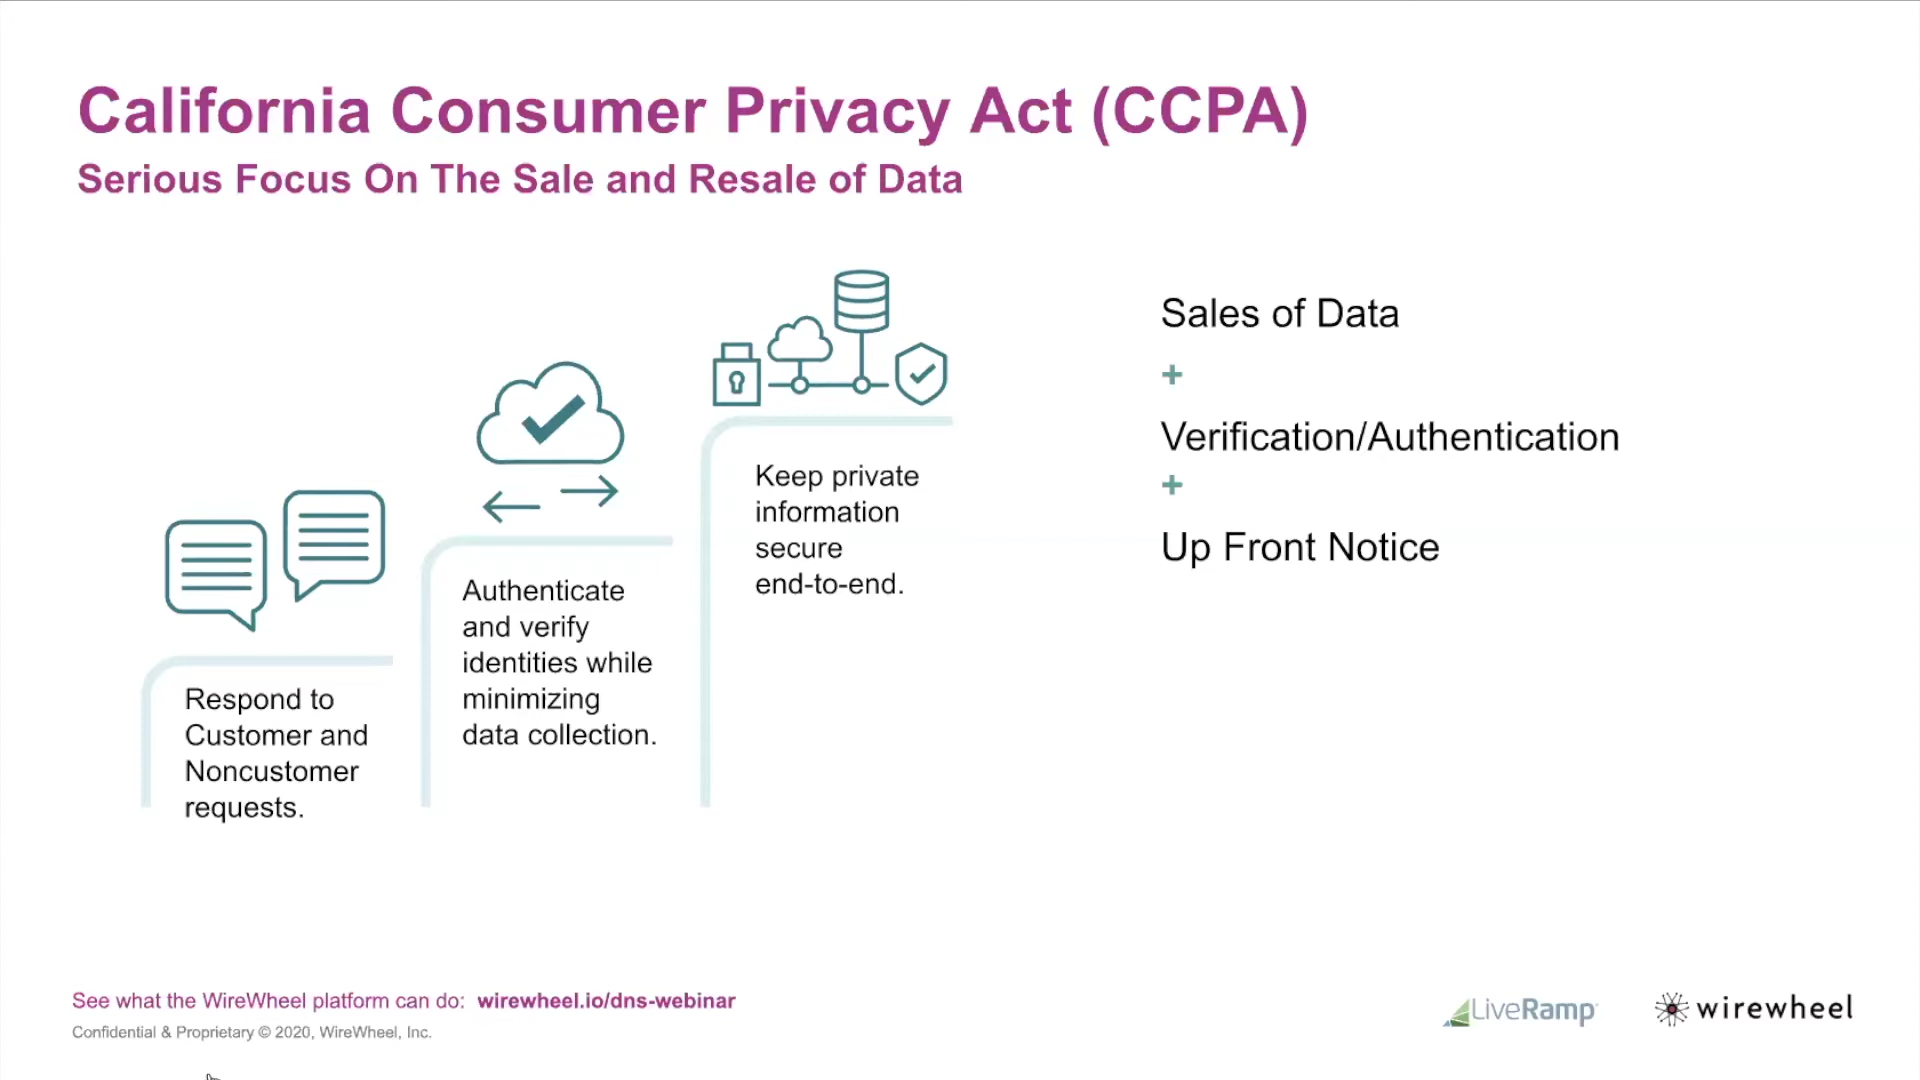 California Consumer Privacy Act (CCPA)
Serious Focus On The Sale and Resale of Data
Respond to
Customer and
Noncustomer
requests.
Authenticate
and verify
identities while
minimizing
data collection.
Keep private
information
secure
end-to-end.
Sales of Data
+
Verification/Authentication
+
Up Front Notice
See what the WireWheel platform can do: wirewheel.io/dns-webinar
Confidential & Proprietary © 2020, WireWheel, Inc.
LiveRamp
wirewheel